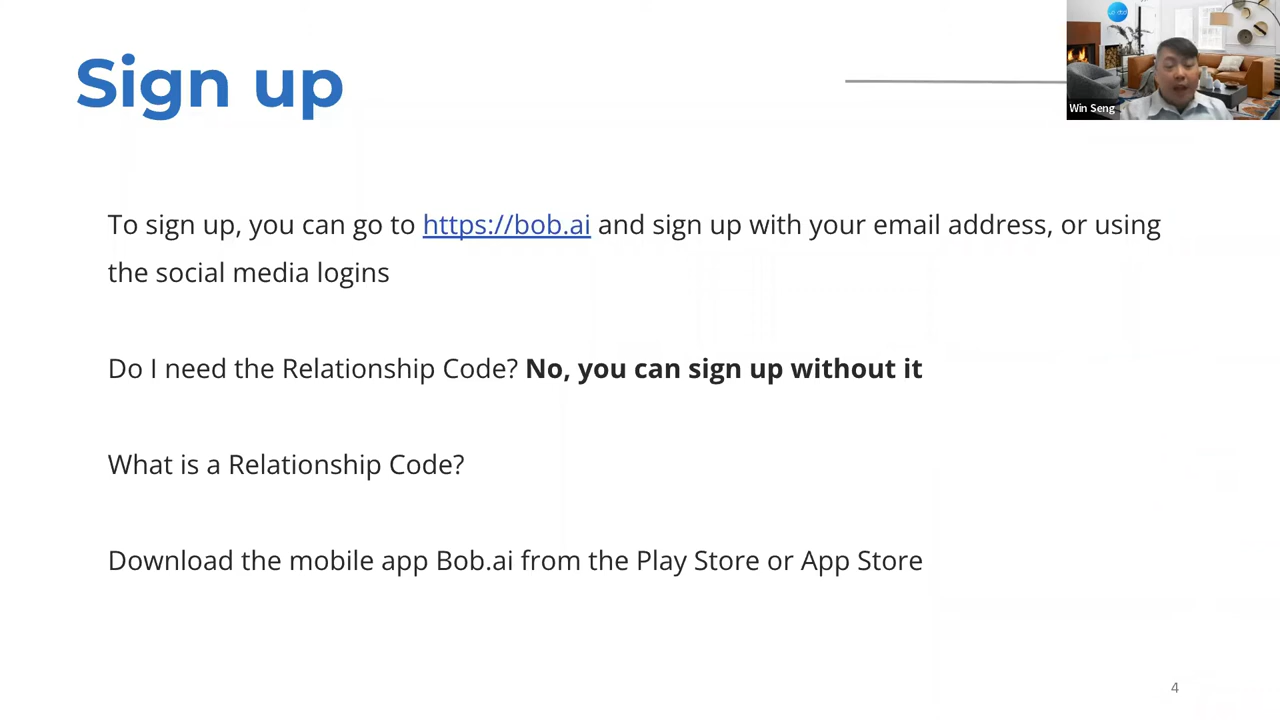 Sign up
Win Seng
To sign up, you can go to https://bob.ai and sign up with your email address, or using
the social media logins
Do I need the Relationship Code? No, you can sign up without it
What is a Relationship Code?
Download the mobile app Bob.ai from the Play Store or App Store
4